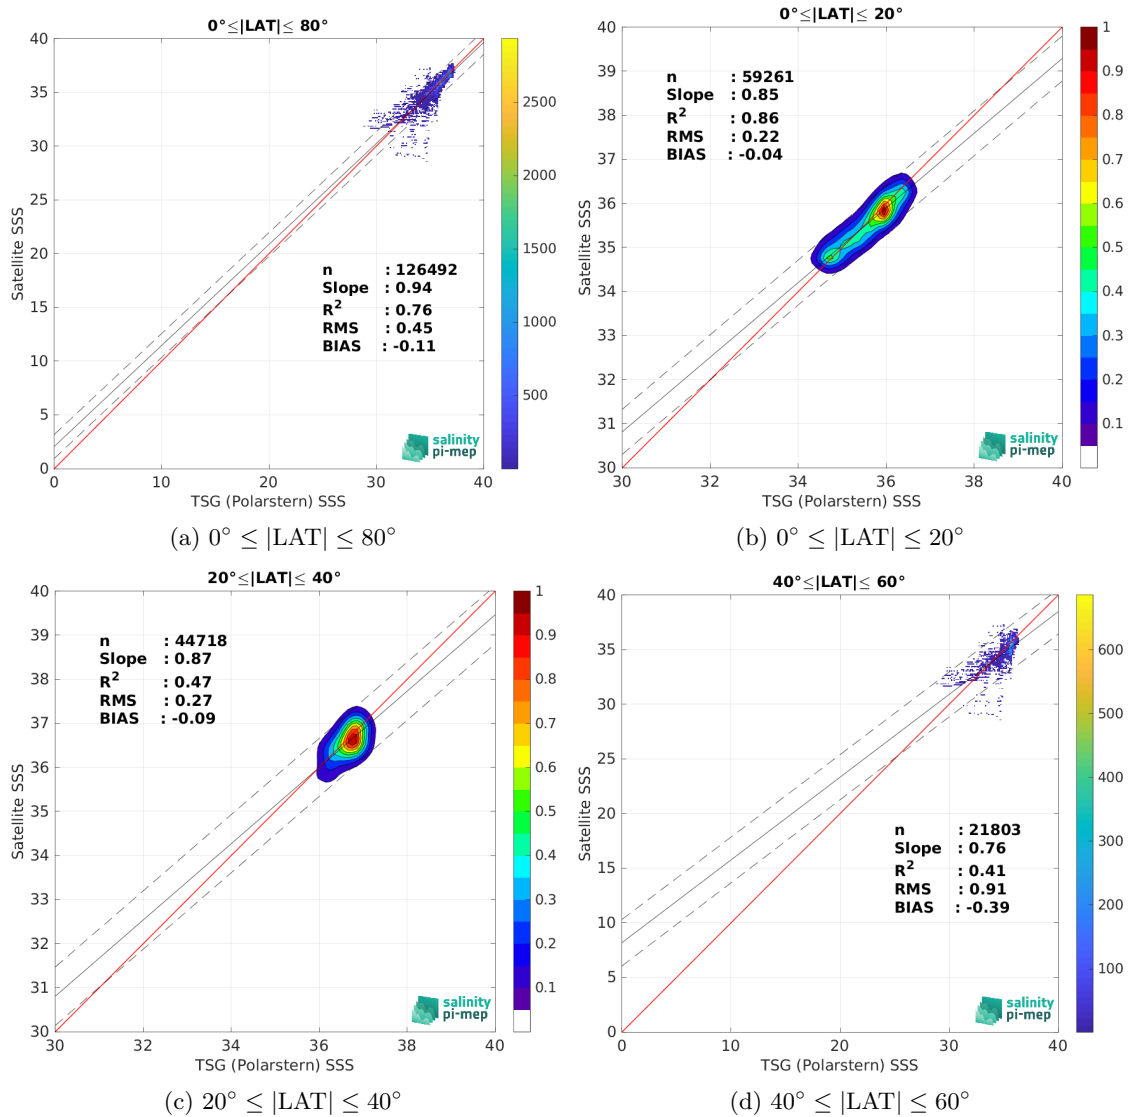 0°≤|LAT|≤ 80°
40
35
30
25
20
15
10
5
0
Satellite SSS
n : 126492
Slope : 0.94
R² : 0.76
RMS : 0.45
BIAS : -0.11
salinity
pi-mep
0 10 20 30 40
TSG (Polarstern) SSS
2500
2000
1500
1000
500
(a) 0° ≤ |LAT| ≤ 80°
0°≤|LAT|≤ 20°
40
39
38
37
36
35
34
33
32
31
30
Satellite SSS
n : 59261
Slope : 0.85
R² : 0.86
RMS : 0.22
BIAS : -0.04
salinity
pi-mep
30 32 34 36 38 40
TSG (Polarstern) SSS
1
0.9
0.8
0.7
0.6
0.5
0.4
0.3
0.2
0.1
(b) 0° ≤ |LAT| ≤ 20°
20°≤|LAT|≤ 40°
40
39
38
37
36
35
34
33
32
31
30
Satellite SSS
n : 44718
Slope : 0.87
R² : 0.47
RMS : 0.27
BIAS : -0.09
salinity
pi-mep
30 32 34 36 38 40
TSG (Polarstern) SSS
1
0.9
0.8
0.7
0.6
0.5
0.4
0.3
0.2
0.1
(c) 20° ≤ |LAT| ≤ 40°
40°≤|LAT|≤ 60°
40
35
30
25
20
15
10
5
0
Satellite SSS
n : 21803
Slope : 0.76
R² : 0.41
RMS : 0.91
BIAS : -0.39
salinity
pi-mep
0 10 20 30 40
TSG (Polarstern) SSS
600
500
400
300
200
100
(d) 40° ≤ |LAT| ≤ 60°